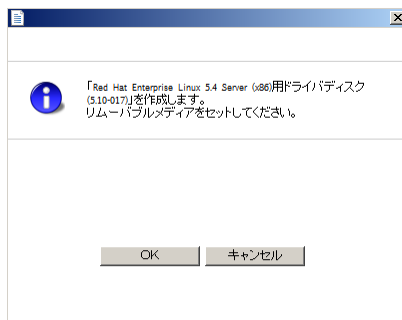 「Red Hat Enterprise Linux 5.4 Server (x86)用ドライバディスク
(5.10-017)」を作成します。
リムーバブルメディアをセットしてください。
OK キャンセル